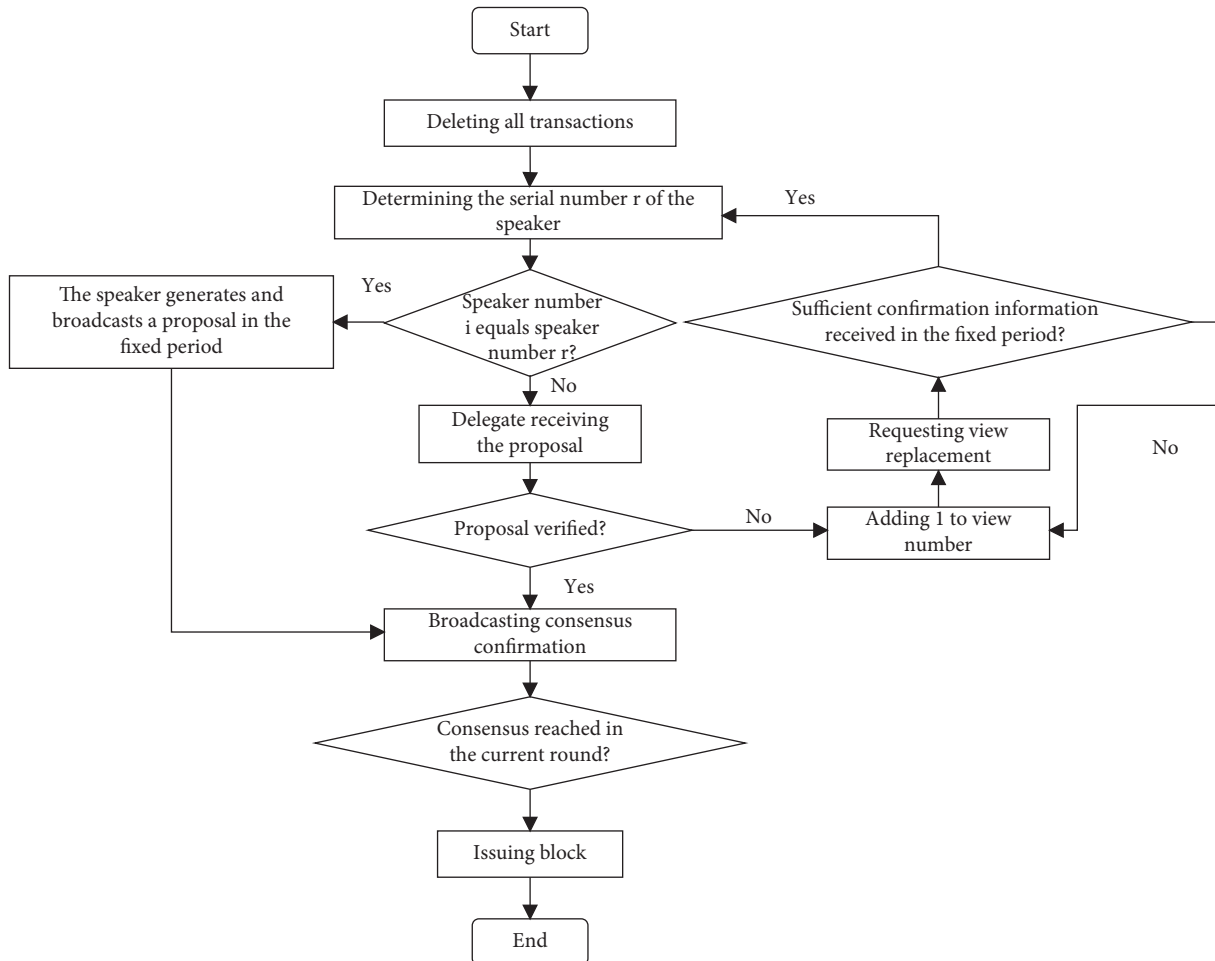 Start
Deleting all transactions
Determining the serial number r of the
speaker
Yes
The speaker generates and
broadcasts a proposal in the
fixed period
Yes
Speaker number
i equals speaker
number r?
Sufficient confirmation information
received in the fixed period?
No
Delegate receiving
the proposal
Requesting view
replacement
No
Proposal verified?
No
Adding 1 to view
number
Yes
Broadcasting consensus
confirmation
Consensus reached in
the current round?
Issuing block
End